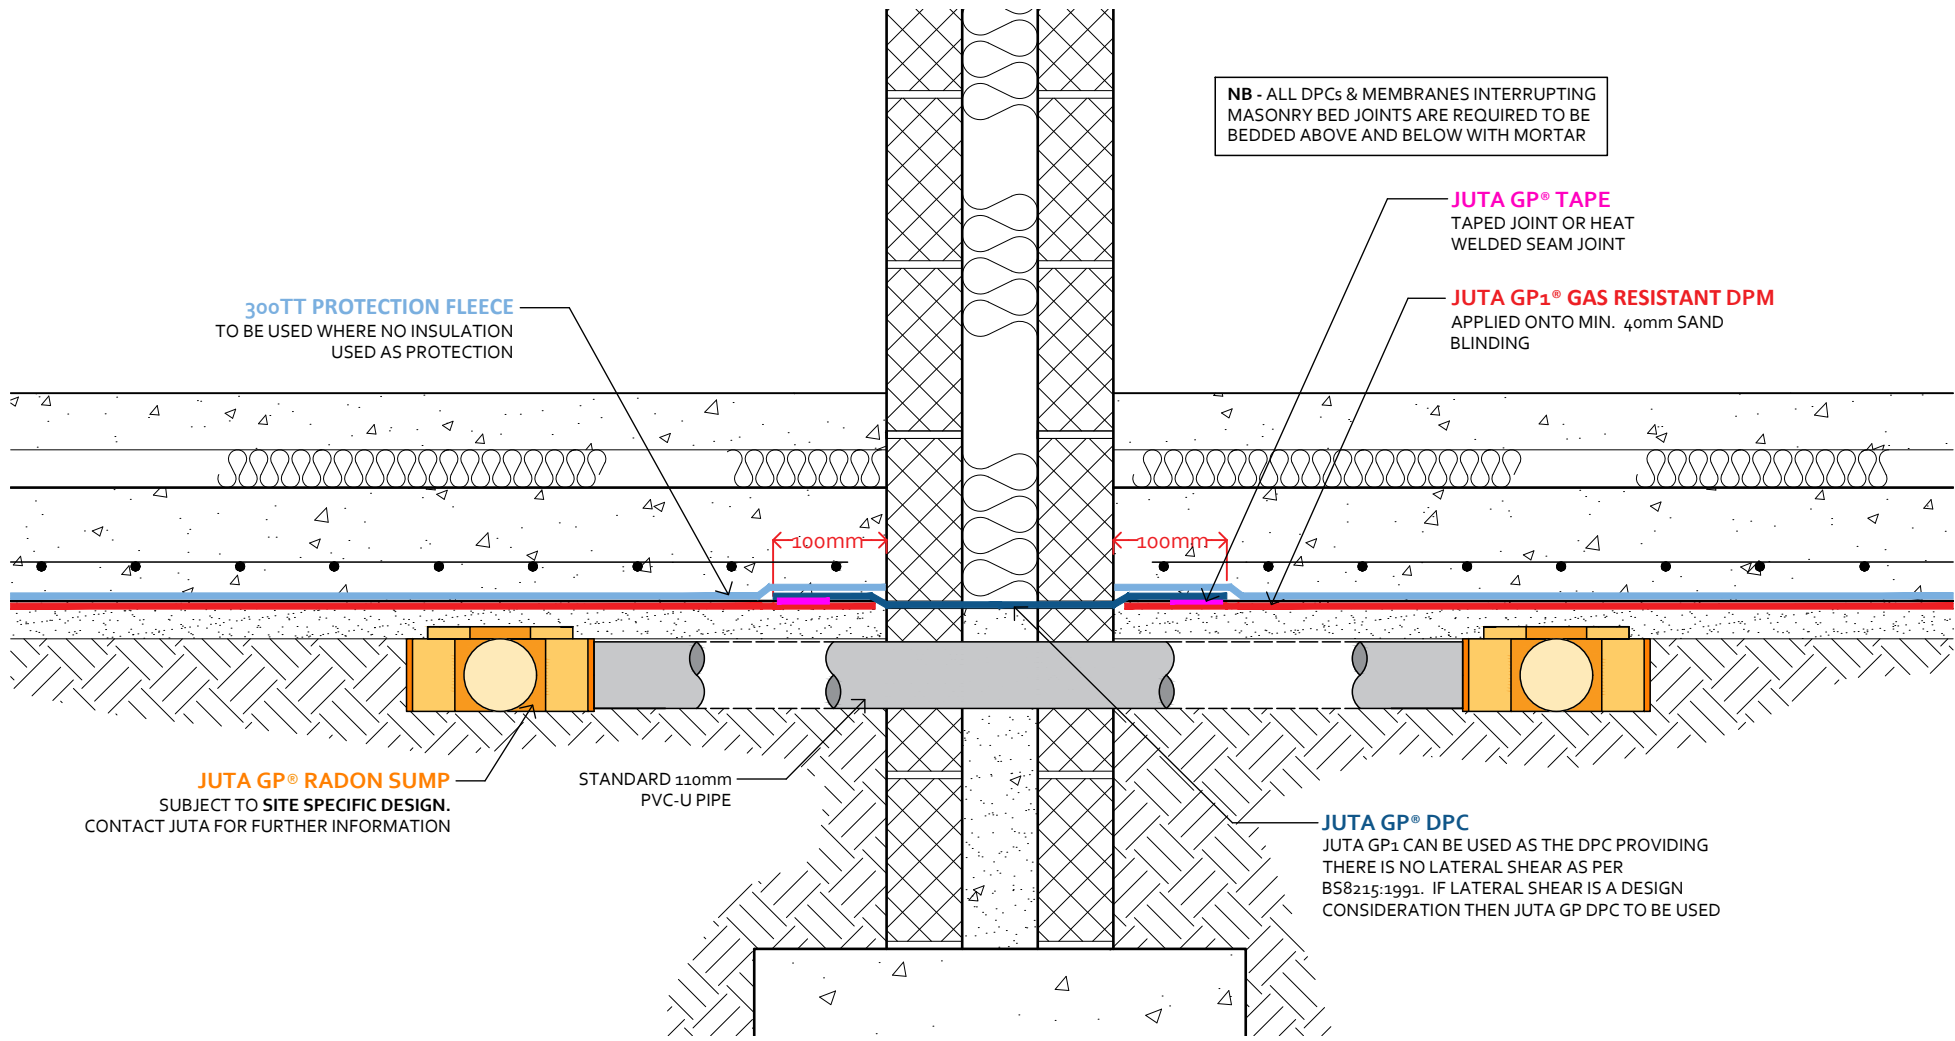 NB - ALL DPCs & MEMBRANES INTERRUPTING
MASONRY BED JOINTS ARE REQUIRED TO BE
BEDDED ABOVE AND BELOW WITH MORTAR
JUTA GP® TAPE
TAPED JOINT OR HEAT
WELDED SEAM JOINT
300TT PROTECTION FLEECE
TO BE USED WHERE NO INSULATION
USED AS PROTECTION
JUTA GP1® GAS RESISTANT DPM
APPLIED ONTO MIN. 40mm SAND
BLINDING
100mm
100mm
JUTA GP® RADON SUMP
SUBJECT TO SITE SPECIFIC DESIGN.
CONTACT JUTA FOR FURTHER INFORMATION
STANDARD 110mm
PVC-U PIPE
JUTA GP® DPC
JUTA GP1 CAN BE USED AS THE DPC PROVIDING
THERE IS NO LATERAL SHEAR AS PER
BS8215:1991. IF LATERAL SHEAR IS A DESIGN
CONSIDERATION THEN JUTA GP DPC TO BE USED